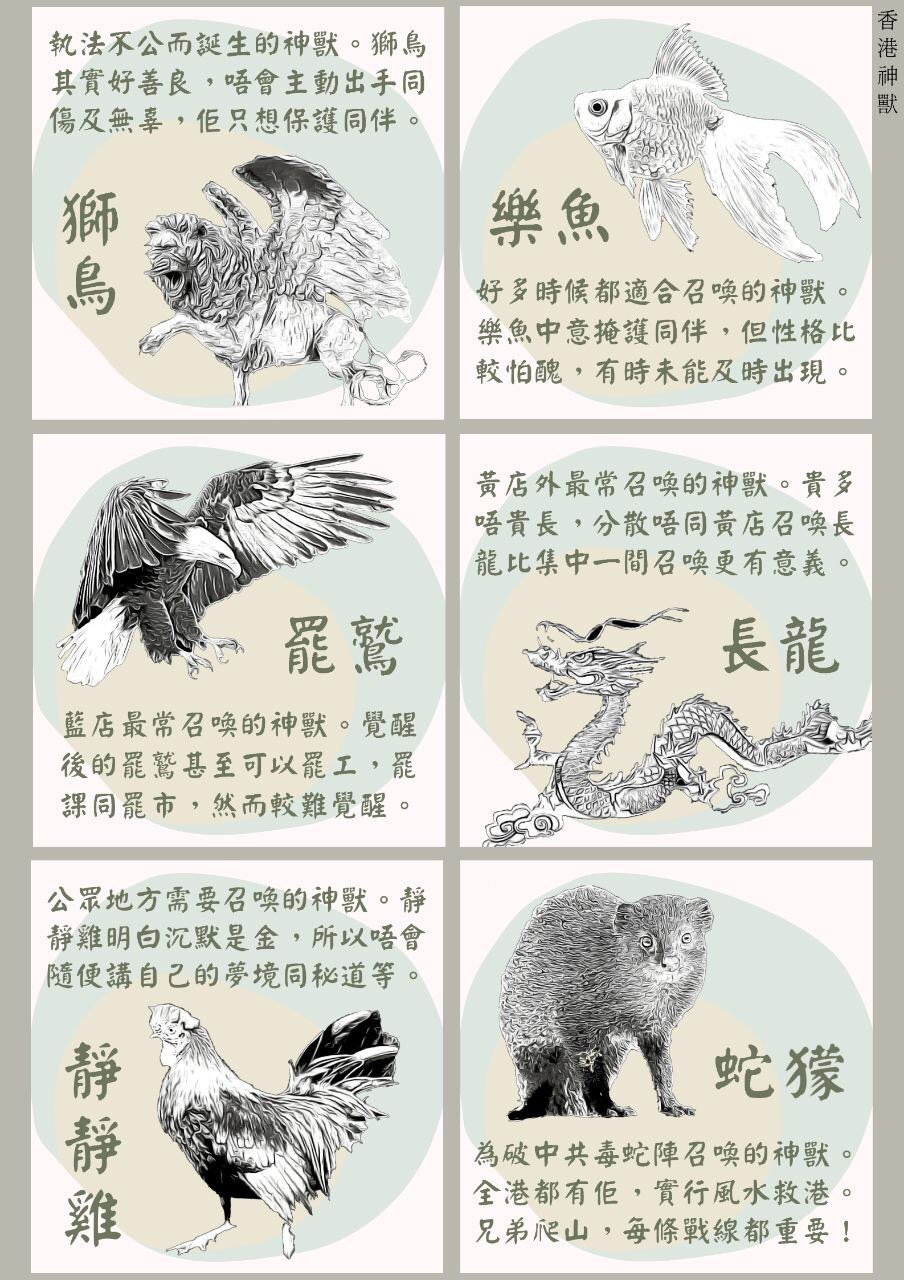 香港神獸
執法不公而誕生的神獸。獅鳥
其實好善良，唔會主動出手同
傷及無辜，佢只想保護同伴。
獅鳥
樂魚
好多時候都適合召喚的神獸。
樂魚中意掩護同伴，但性格比
較怕醜，有時未能及時出現。
罷鷲
藍店最常召喚的神獸。覺醒
後的罷鷲甚至可以罷工，罷
課同罷市，然而較難覺醒。
黃店外最常召喚的神獸。貴多
唔貴長，分散唔同黃店召喚長
龍比集中一間召喚更有意義。
長龍
公眾地方需要召喚的神獸。靜
靜雞明白沉默是金，所以唔會
隨便講自己的夢境同秘道等。
靜靜雞
蛇獴
為破中共毒蛇陣召喚的神獸。
全港都有佢，實行風水救港。
兄弟爬山，每條戰線都重要！